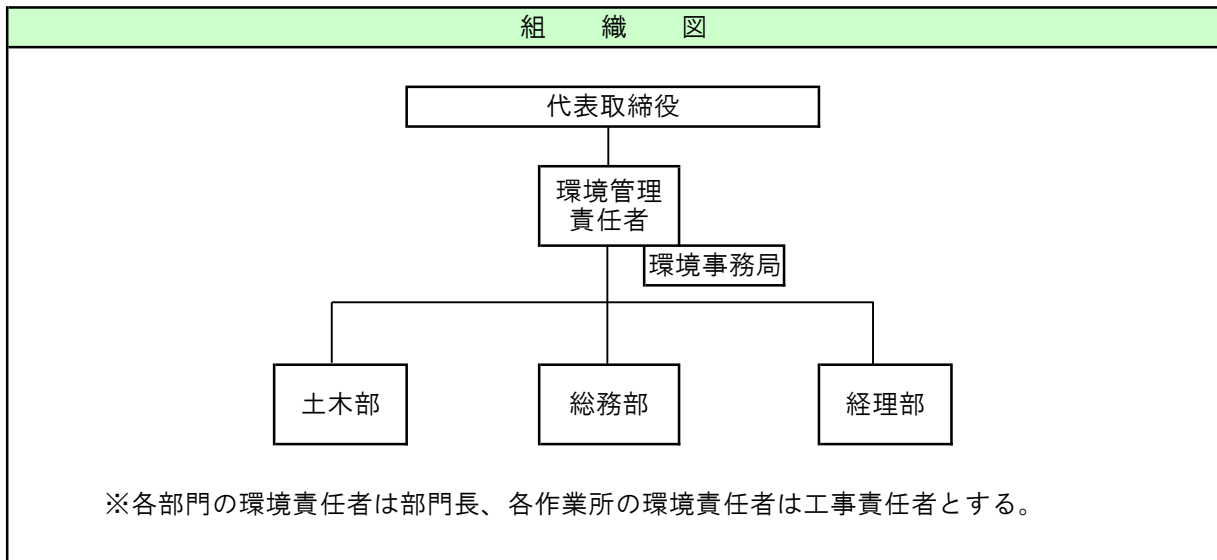 組 織 図
代表取締役
環境管理
責任者
環境事務局
土木部 総務部 経理部
※各部門の環境責任者は部門長、各作業所の環境責任者は工事責任者とする。